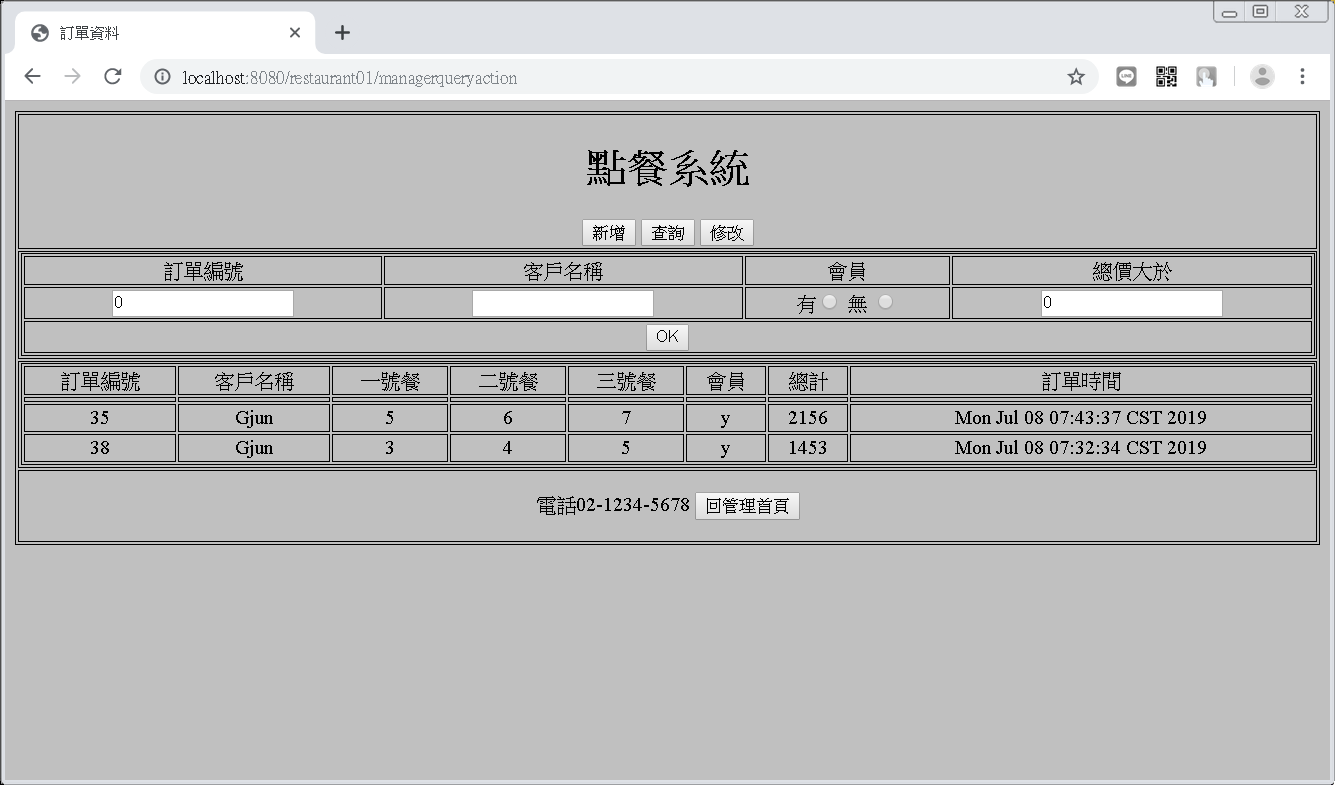 訂單資料
localhost:8080/restaurant01/managerqueryaction
點餐系統
新增 查詢 修改
訂單編號 客戶名稱 會員 總價大於
0 有 無 0
OK
訂單編號 客戶名稱 一號餐 二號餐 三號餐 會員 總計 訂單時間
35 Gjun 5 6 7 y 2156 Mon Jul 08 07:43:37 CST 2019
38 Gjun 3 4 5 y 1453 Mon Jul 08 07:32:34 CST 2019
電話02-1234-5678 回管理首頁